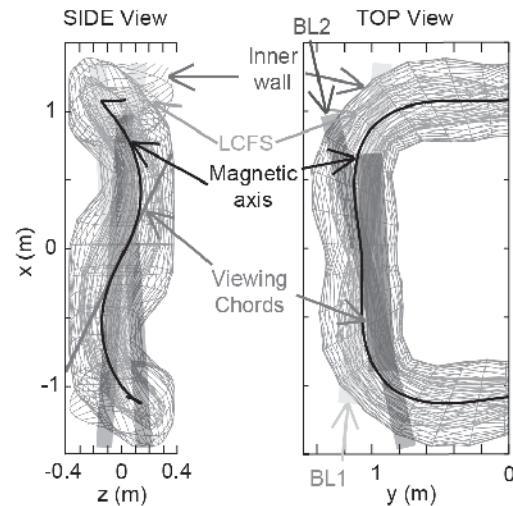 SIDE View
TOP View
BL2
Inner
wall
LCFS
Magnetic
axis
Viewing
Chords
BL1
x (m)
1
0
-1
-0.4
0
0.4
z (m)
1
0
y (m)